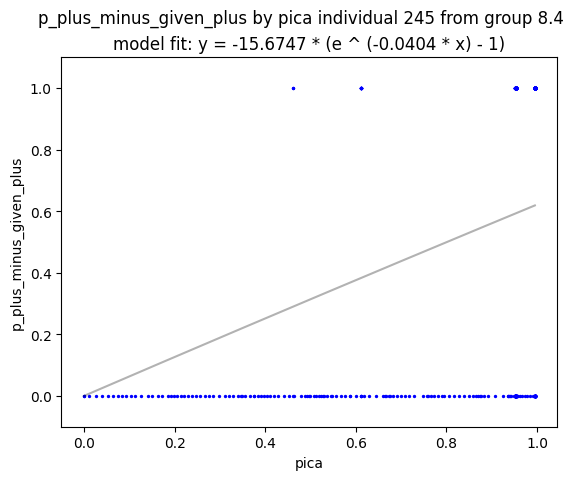 p_plus_minus_given_plus by pica individual 245 from group 8.4
model fit: y = -15.6747 * (e ^ (-0.0404 * x) - 1)
p_plus_minus_given_plus
1.0
0.8
0.6
0.4
0.2
0.0
0.0 0.2 0.4 0.6 0.8 1.0
pica